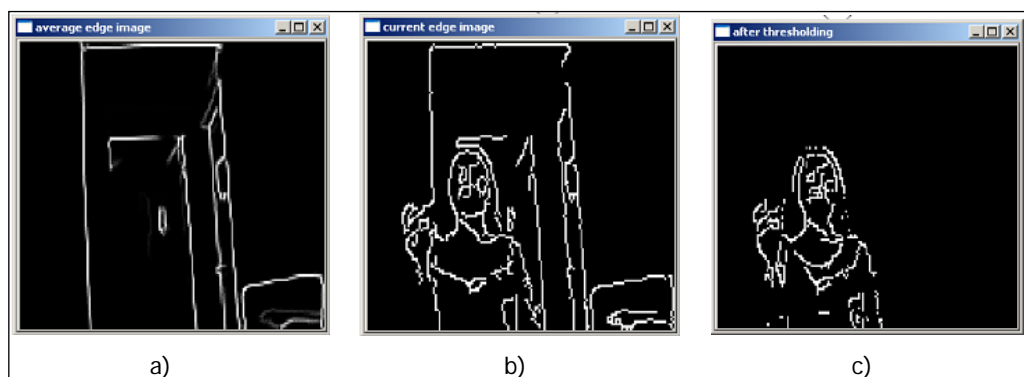 average edge image
current edge image
after thresholding
a)
b)
c)